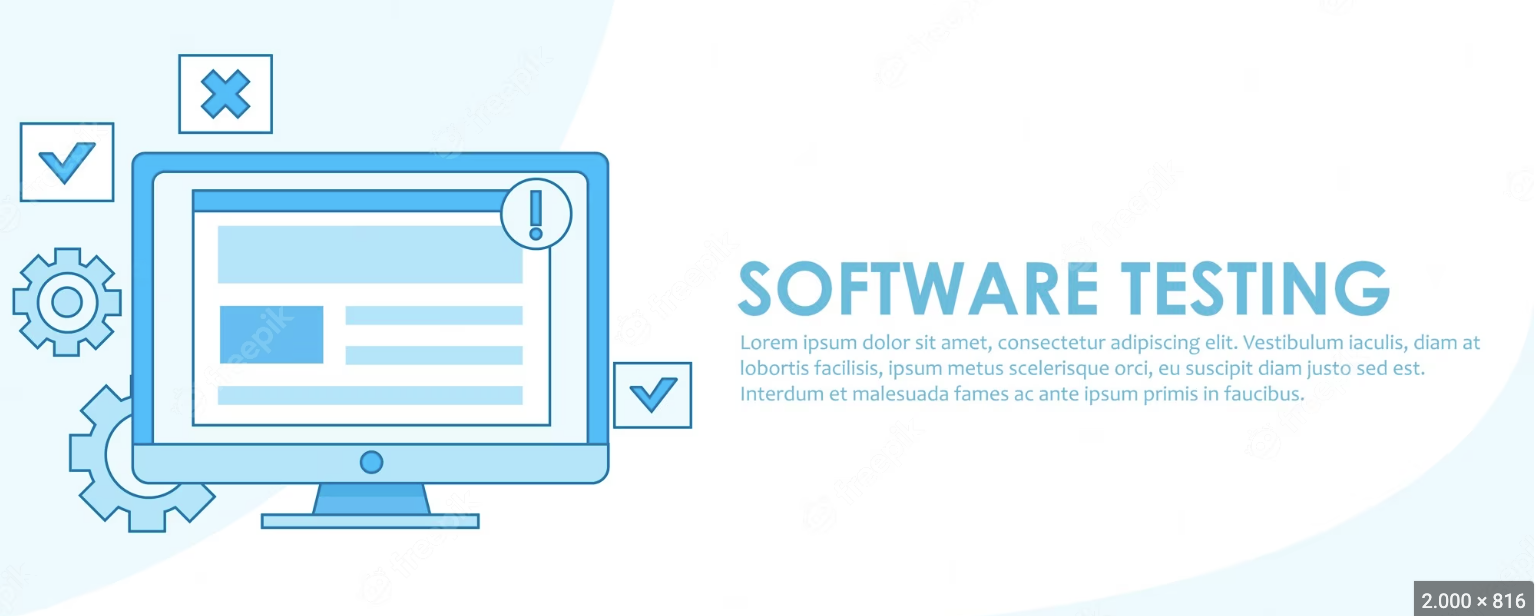 SOFTWARE TESTING
Lorem ipsum dolor sit amet, consectetur adipiscing elit. Vestibulum iaculis, diam at
lobortis facilisis, ipsum metus scelerisque orci, eu suscipit diam justo sed est.
Interdum et malesuada fames ac ante ipsum primis in faucibus.
freepik
2.000 × 816